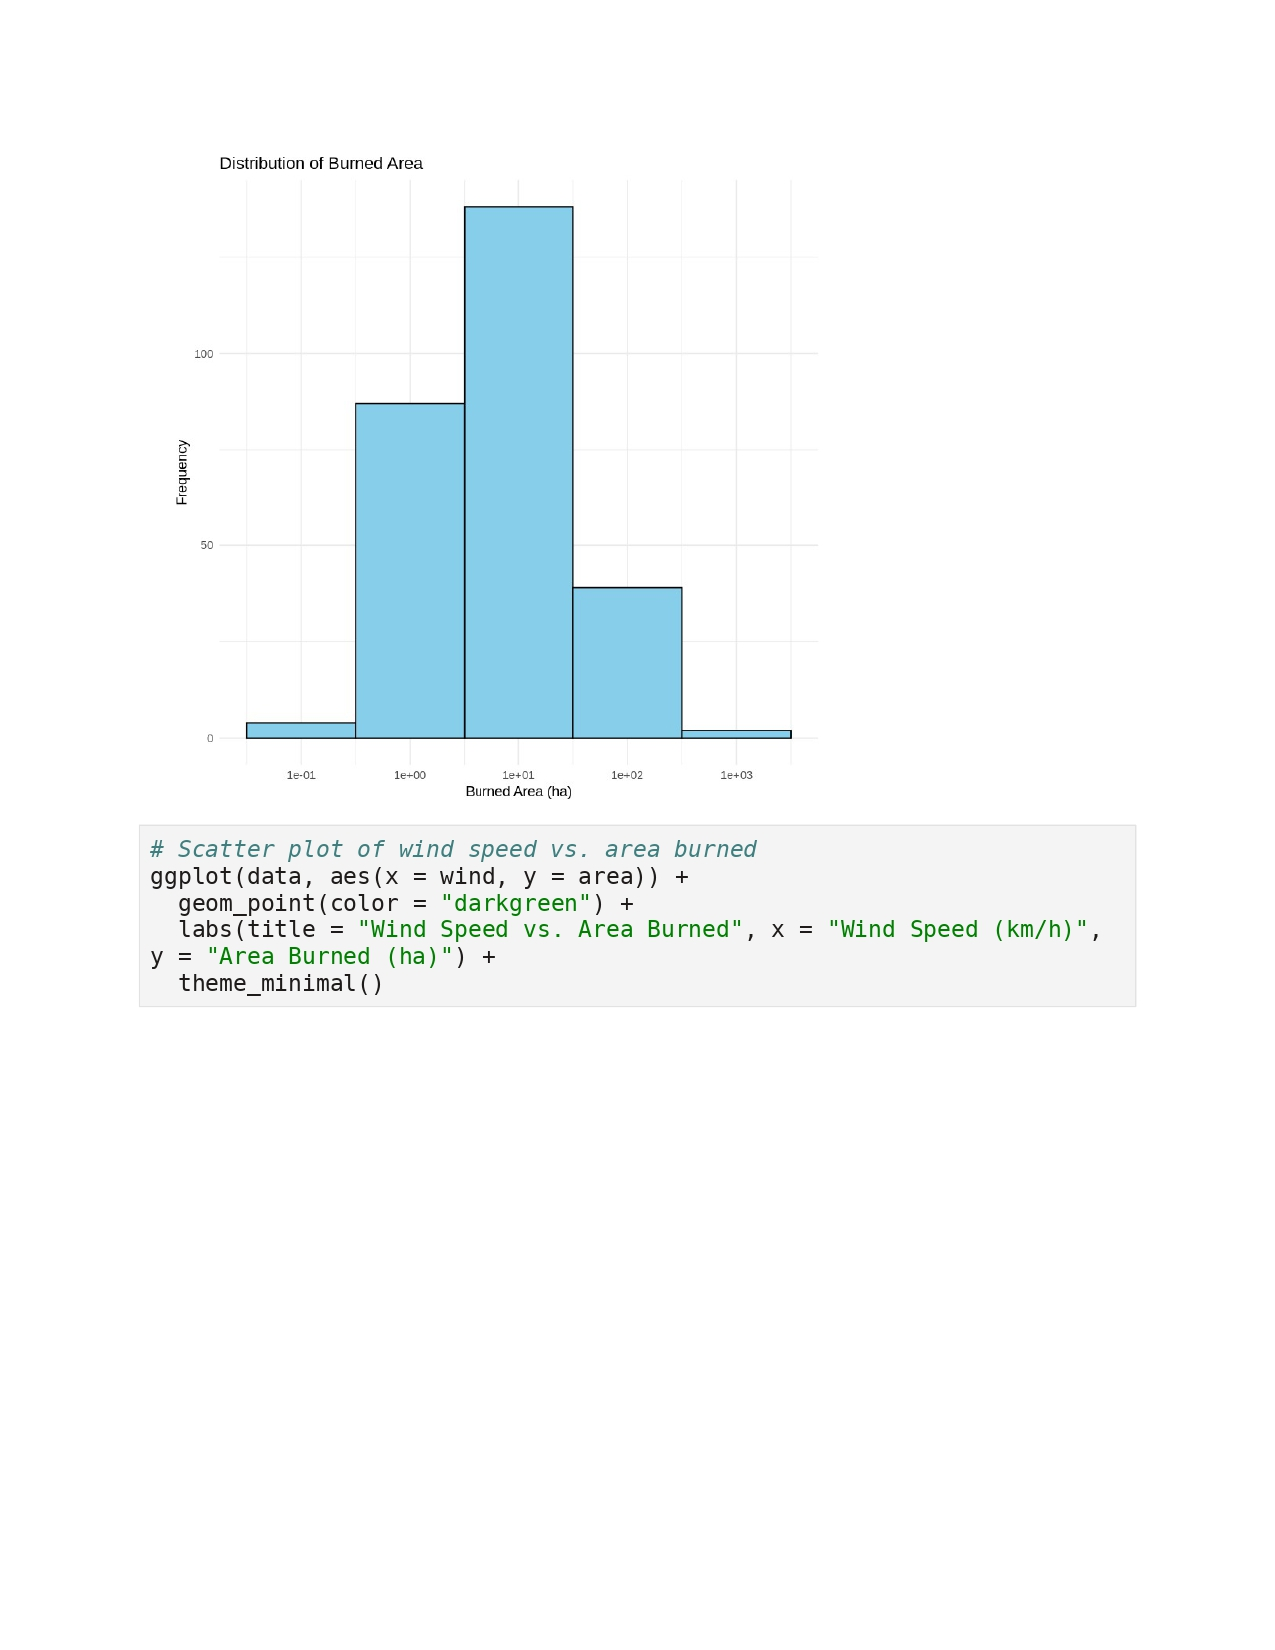 Distribution of Burned Area
100
50
0
Frequency
1e-01 1e+00 1e+01 1e+02 1e+03
Burned Area (ha)
# Scatter plot of wind speed vs. area burned
ggplot(data, aes(x = wind, y = area)) +
  geom_point(color = "darkgreen") +
  labs(title = "Wind Speed vs. Area Burned", x = "Wind Speed (km/h)",
y = "Area Burned (ha)") +
  theme_minimal()